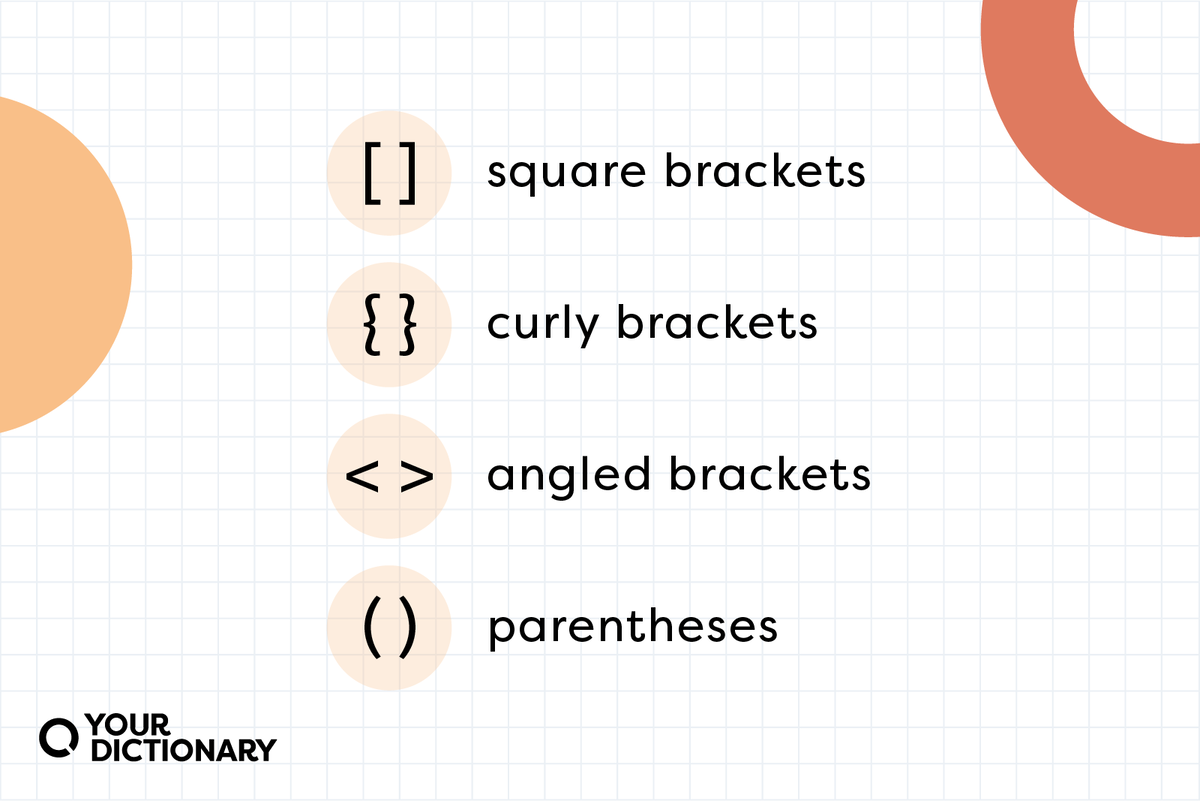 [ ] square brackets
{ } curly brackets
< > angled brackets
( ) parentheses
YOUR
DICTIONARY